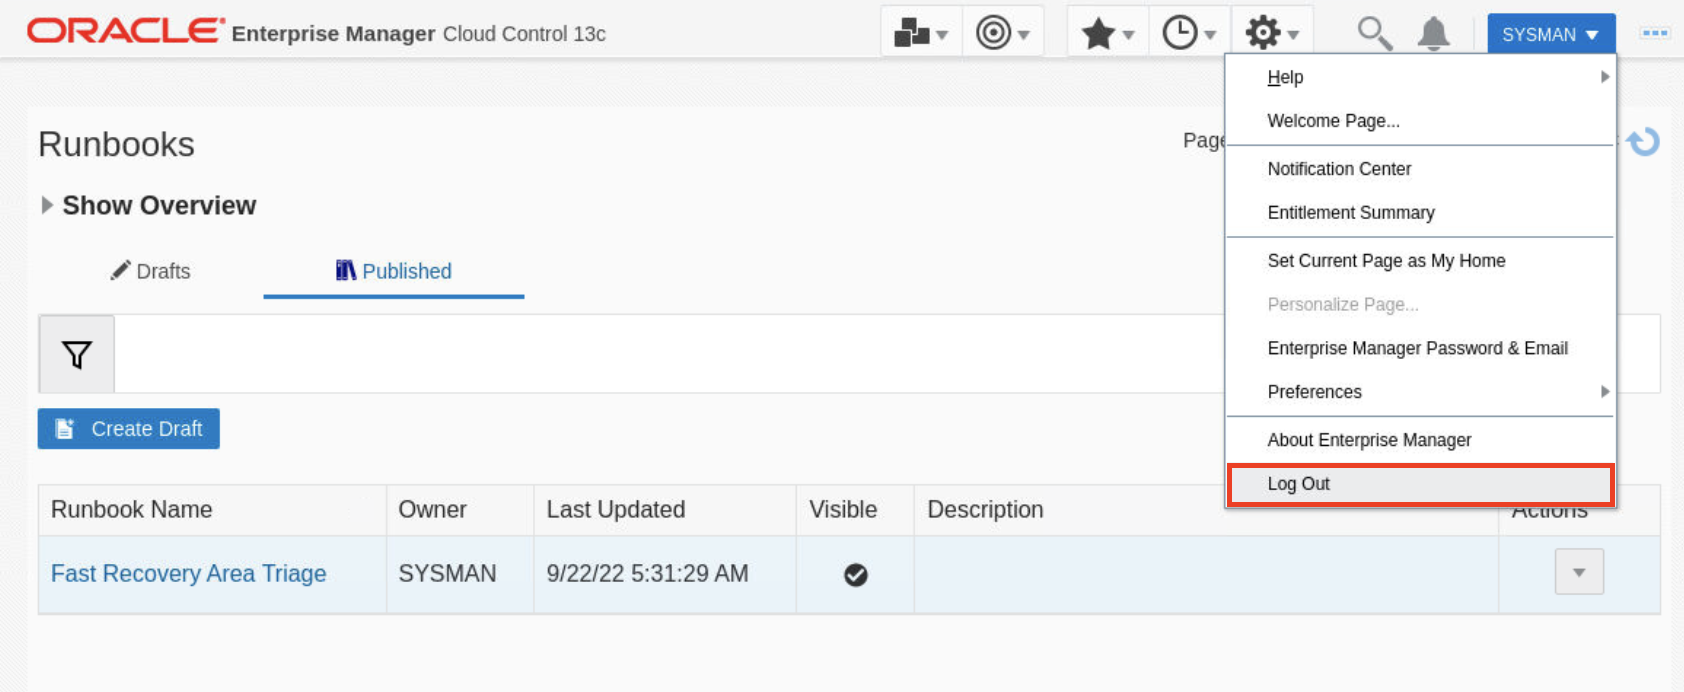 ORACLE Enterprise Manager Cloud Control 13c
SYSMAN
Help
Welcome Page...
Notification Center
Entitlement Summary
Set Current Page as My Home
Personalize Page...
Enterprise Manager Password & Email
Preferences
About Enterprise Manager
Log Out
Runbooks
Page
Show Overview
Drafts
Published
Create Draft
Runbook Name Owner Last Updated Visible Description Actions
Fast Recovery Area Triage SYSMAN 9/22/22 5:31:29 AM